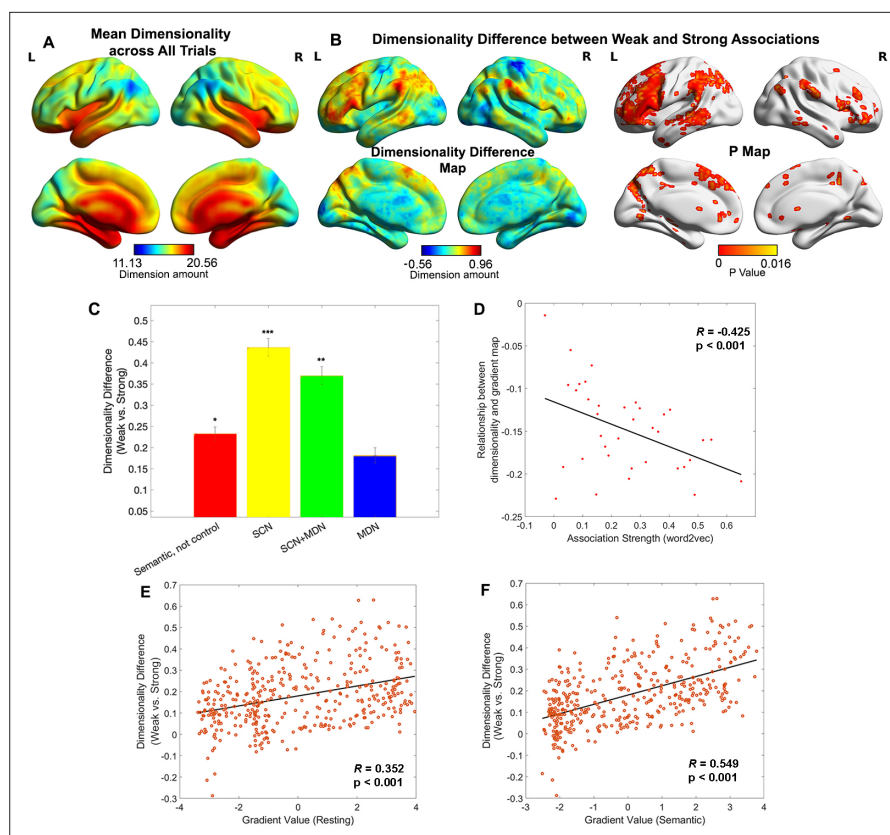 A
Mean Dimensionality
across All Trials
L
R
11.13
20.56
Dimension amount
B
Dimensionality Difference between Weak and Strong Associations
L
R
L
R
Dimensionality Difference
Map
-0.56
0.96
Dimension amount
P Map
0
0.016
P Value
C
Dimensionality Difference
(Weak vs. Strong)
0.5
0.45
0.4
0.35
0.3
0.25
0.2
0.15
0.1
0.05
*
***
**
Semantic, not control
SCN
SCN+MDN
MDN
D
R = -0.425
p < 0.001
Relationship between
dimensionality and gradient map
0
-0.05
-0.1
-0.15
-0.2
-0.25
-0.1
0
0.1
0.2
0.3
0.4
0.5
0.6
Association Strength (word2vec)
E
Dimensionality Difference
(Weak vs. Strong)
0.7
0.6
0.5
0.4
0.3
0.2
0.1
0
-0.1
-0.2
-0.3
R = 0.352
p < 0.001
-4
-2
0
2
4
Gradient Value (Resting)
F
Dimensionality Difference
(Weak vs. Strong)
0.7
0.6
0.5
0.4
0.3
0.2
0.1
0
-0.1
-0.2
-0.3
R = 0.549
p < 0.001
-3
-2
-1
0
1
2
3
4
Gradient Value (Semantic)